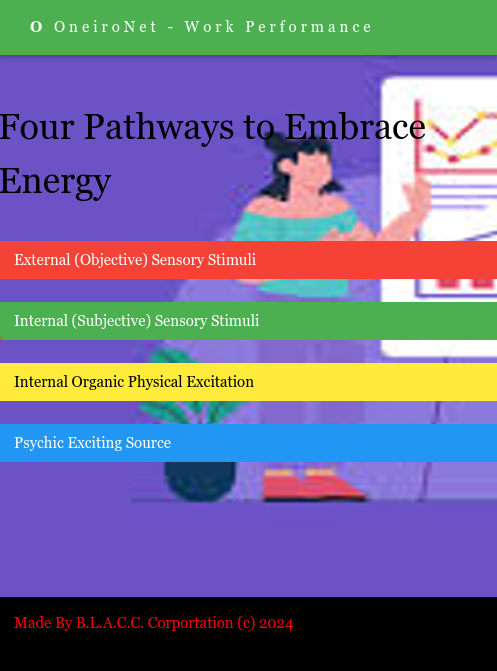 O OneiroNet - Work Performance
Four Pathways to Embrace
Energy
External (Objective) Sensory Stimuli
Internal (Subjective) Sensory Stimuli
Internal Organic Physical Excitation
Psychic Exciting Source
Made By B.L.A.C.C. Corportation (c) 2024